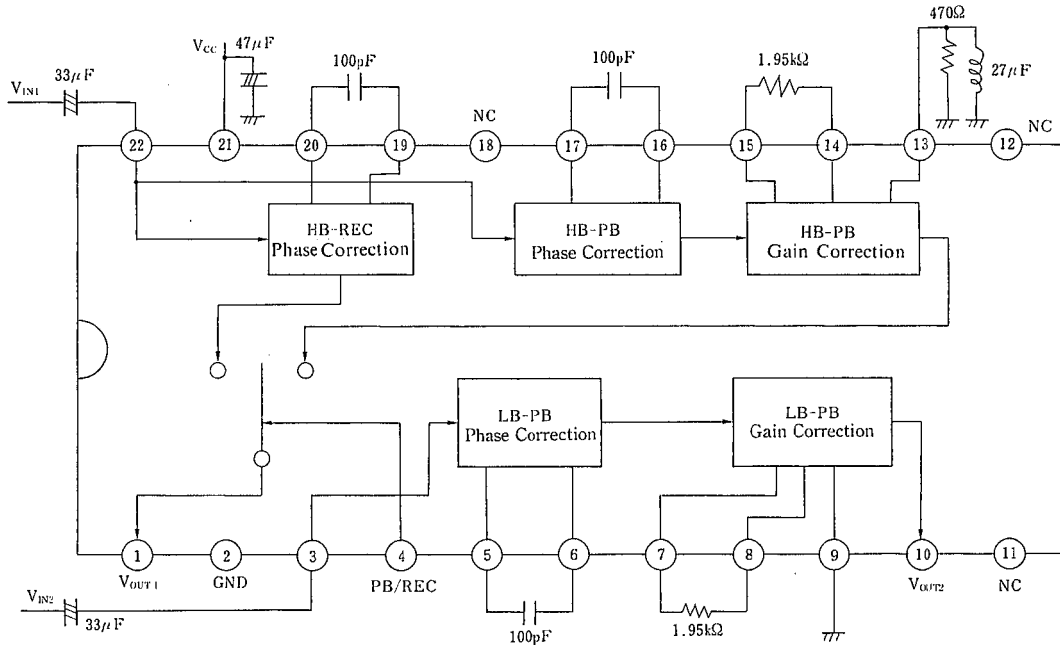 470Ω
V_CC
47μF
33μF
100pF
100pF
1.95kΩ
27μF
V_IN1
NC
NC
22
21
20
19
18
17
16
15
14
13
12
HB-REC
Phase Correction
HB-PB
Phase Correction
HB-PB
Gain Correction
LB-PB
Phase Correction
LB-PB
Gain Correction
1
2
3
4
5
6
7
8
9
10
11
V_OUT1
GND
PB/REC
V_OUT2
NC
V_IN2
33μF
100pF
1.95kΩ